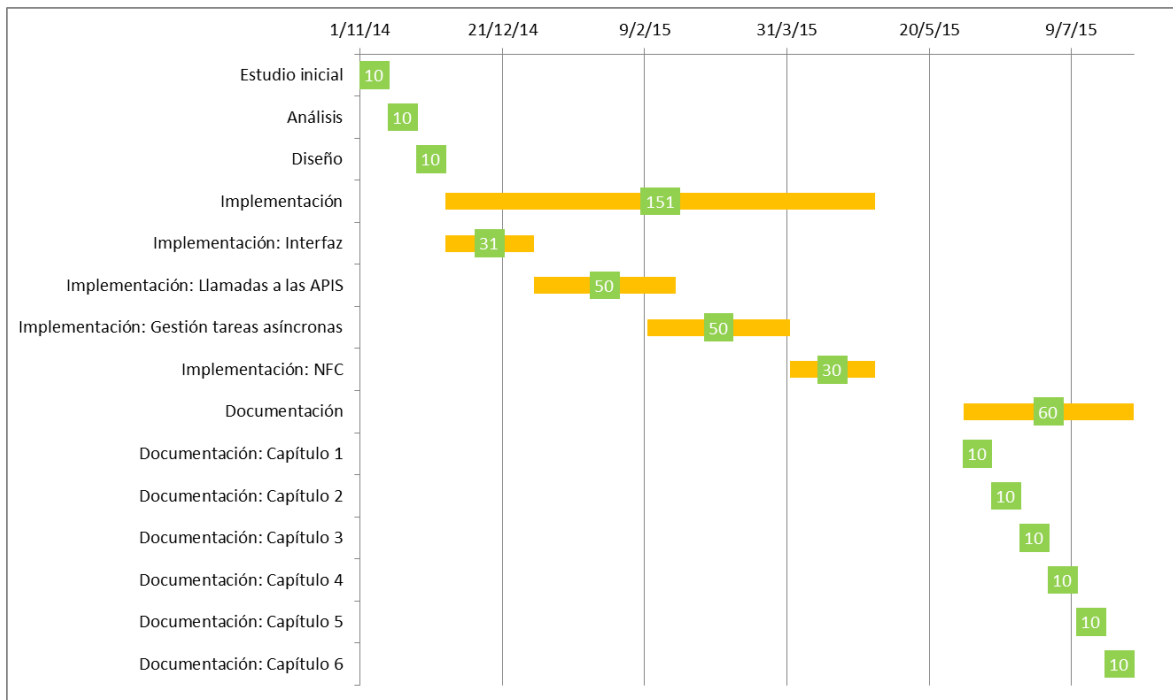 1/11/14 21/12/14 9/2/15 31/3/15 20/5/15 9/7/15
Estudio inicial 10
Análisis 10
Diseño 10
Implementación 151
Implementación: Interfaz 31
Implementación: Llamadas a las APIS 50
Implementación: Gestión tareas asíncronas 50
Implementación: NFC 30
Documentación 60
Documentación: Capítulo 1 10
Documentación: Capítulo 2 10
Documentación: Capítulo 3 10
Documentación: Capítulo 4 10
Documentación: Capítulo 5 10
Documentación: Capítulo 6 10